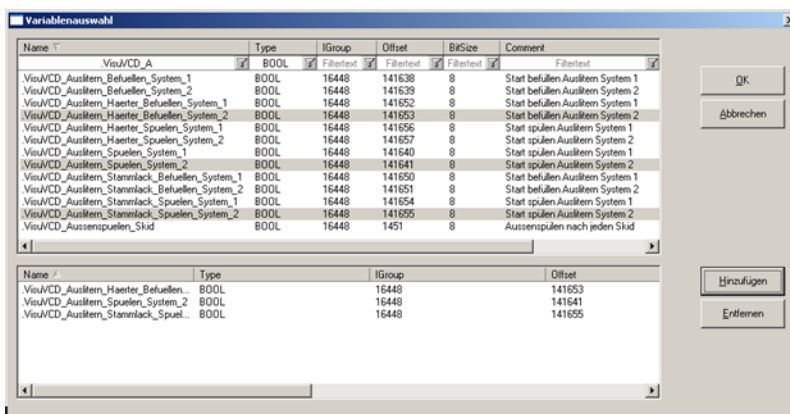 Variablenauswahl
Name Type IGroup Offset BitSize Comment
.VisuVCD_A BOOL Filtertext Filtertext Filtertext Filtertext
.VisuVCD_Auslitern_Befuellen_System_1 BOOL 16448 141638 8 Start befüllen Auslitern System 1
.VisuVCD_Auslitern_Befuellen_System_2 BOOL 16448 141639 8 Start befüllen Auslitern System 2
.VisuVCD_Auslitern_Haerter_Befuellen_System_1 BOOL 16448 141652 8 Start befüllen Auslitern System 1
.VisuVCD_Auslitern_Haerter_Befuellen_System_2 BOOL 16448 141653 8 Start befüllen Auslitern System 2
.VisuVCD_Auslitern_Haerter_Spuelen_System_1 BOOL 16448 141656 8 Start spülen Auslitern System 1
.VisuVCD_Auslitern_Haerter_Spuelen_System_2 BOOL 16448 141657 8 Start spülen Auslitern System 2
.VisuVCD_Auslitern_Spuelen_System_1 BOOL 16448 141640 8 Start spülen Auslitern System 1
.VisuVCD_Auslitern_Spuelen_System_2 BOOL 16448 141641 8 Start spülen Auslitern System 2
.VisuVCD_Auslitern_Stammlack_Befuellen_System_1 BOOL 16448 141650 8 Start befüllen Auslitern System 1
.VisuVCD_Auslitern_Stammlack_Befuellen_System_2 BOOL 16448 141651 8 Start befüllen Auslitern System 2
.VisuVCD_Auslitern_Stammlack_Spuelen_System_1 BOOL 16448 141654 8 Start spülen Auslitern System 1
.VisuVCD_Auslitern_Stammlack_Spuelen_System_2 BOOL 16448 141655 8 Start spülen Auslitern System 2
.VisuVCD_Aussenspuelen_Skid BOOL 16448 1451 8 Aussenspülen nach jeden Skid
OK
Abbrechen
Name Type IGroup Offset
.VisuVCD_Auslitern_Haerter_Befuellen... BOOL 16448 141653
.VisuVCD_Auslitern_Spuelen_System_2 BOOL 16448 141641
.VisuVCD_Auslitern_Stammlack_Spuel... BOOL 16448 141655
Hinzufügen
Entfernen